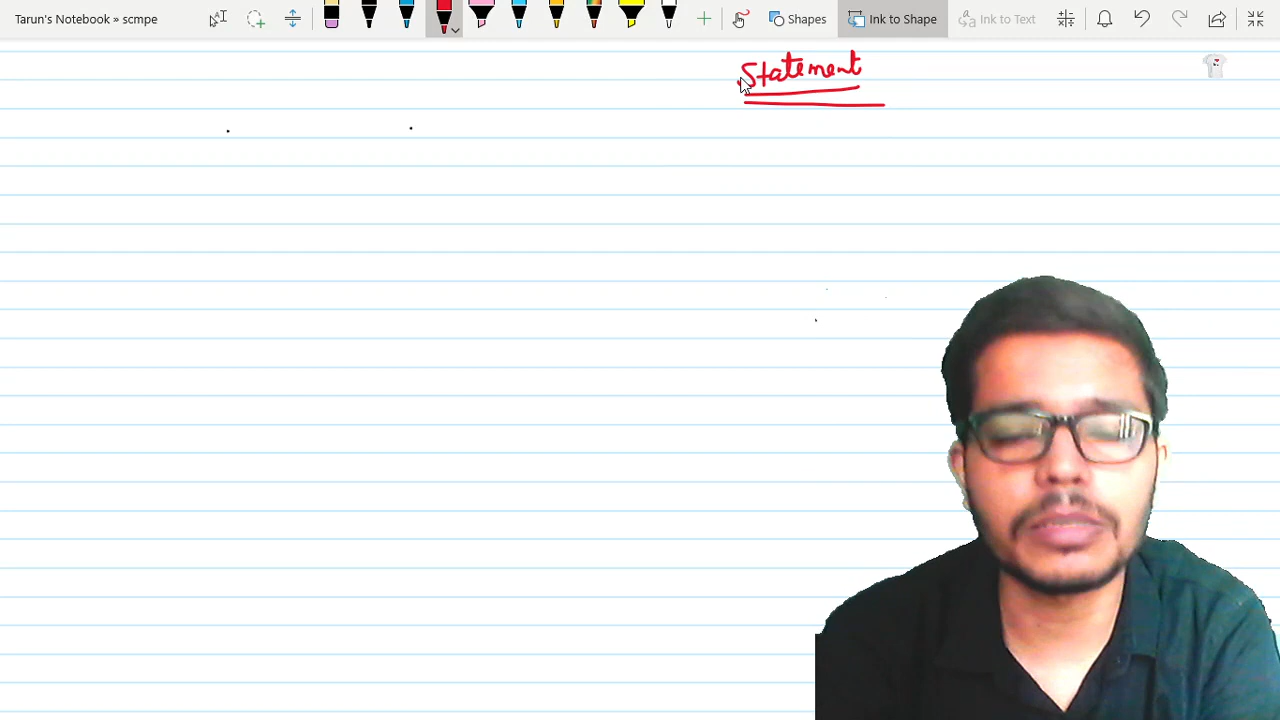 Tarun's Notebook » scmpe
Shapes
Ink to Shape
Ink to Text
Statement